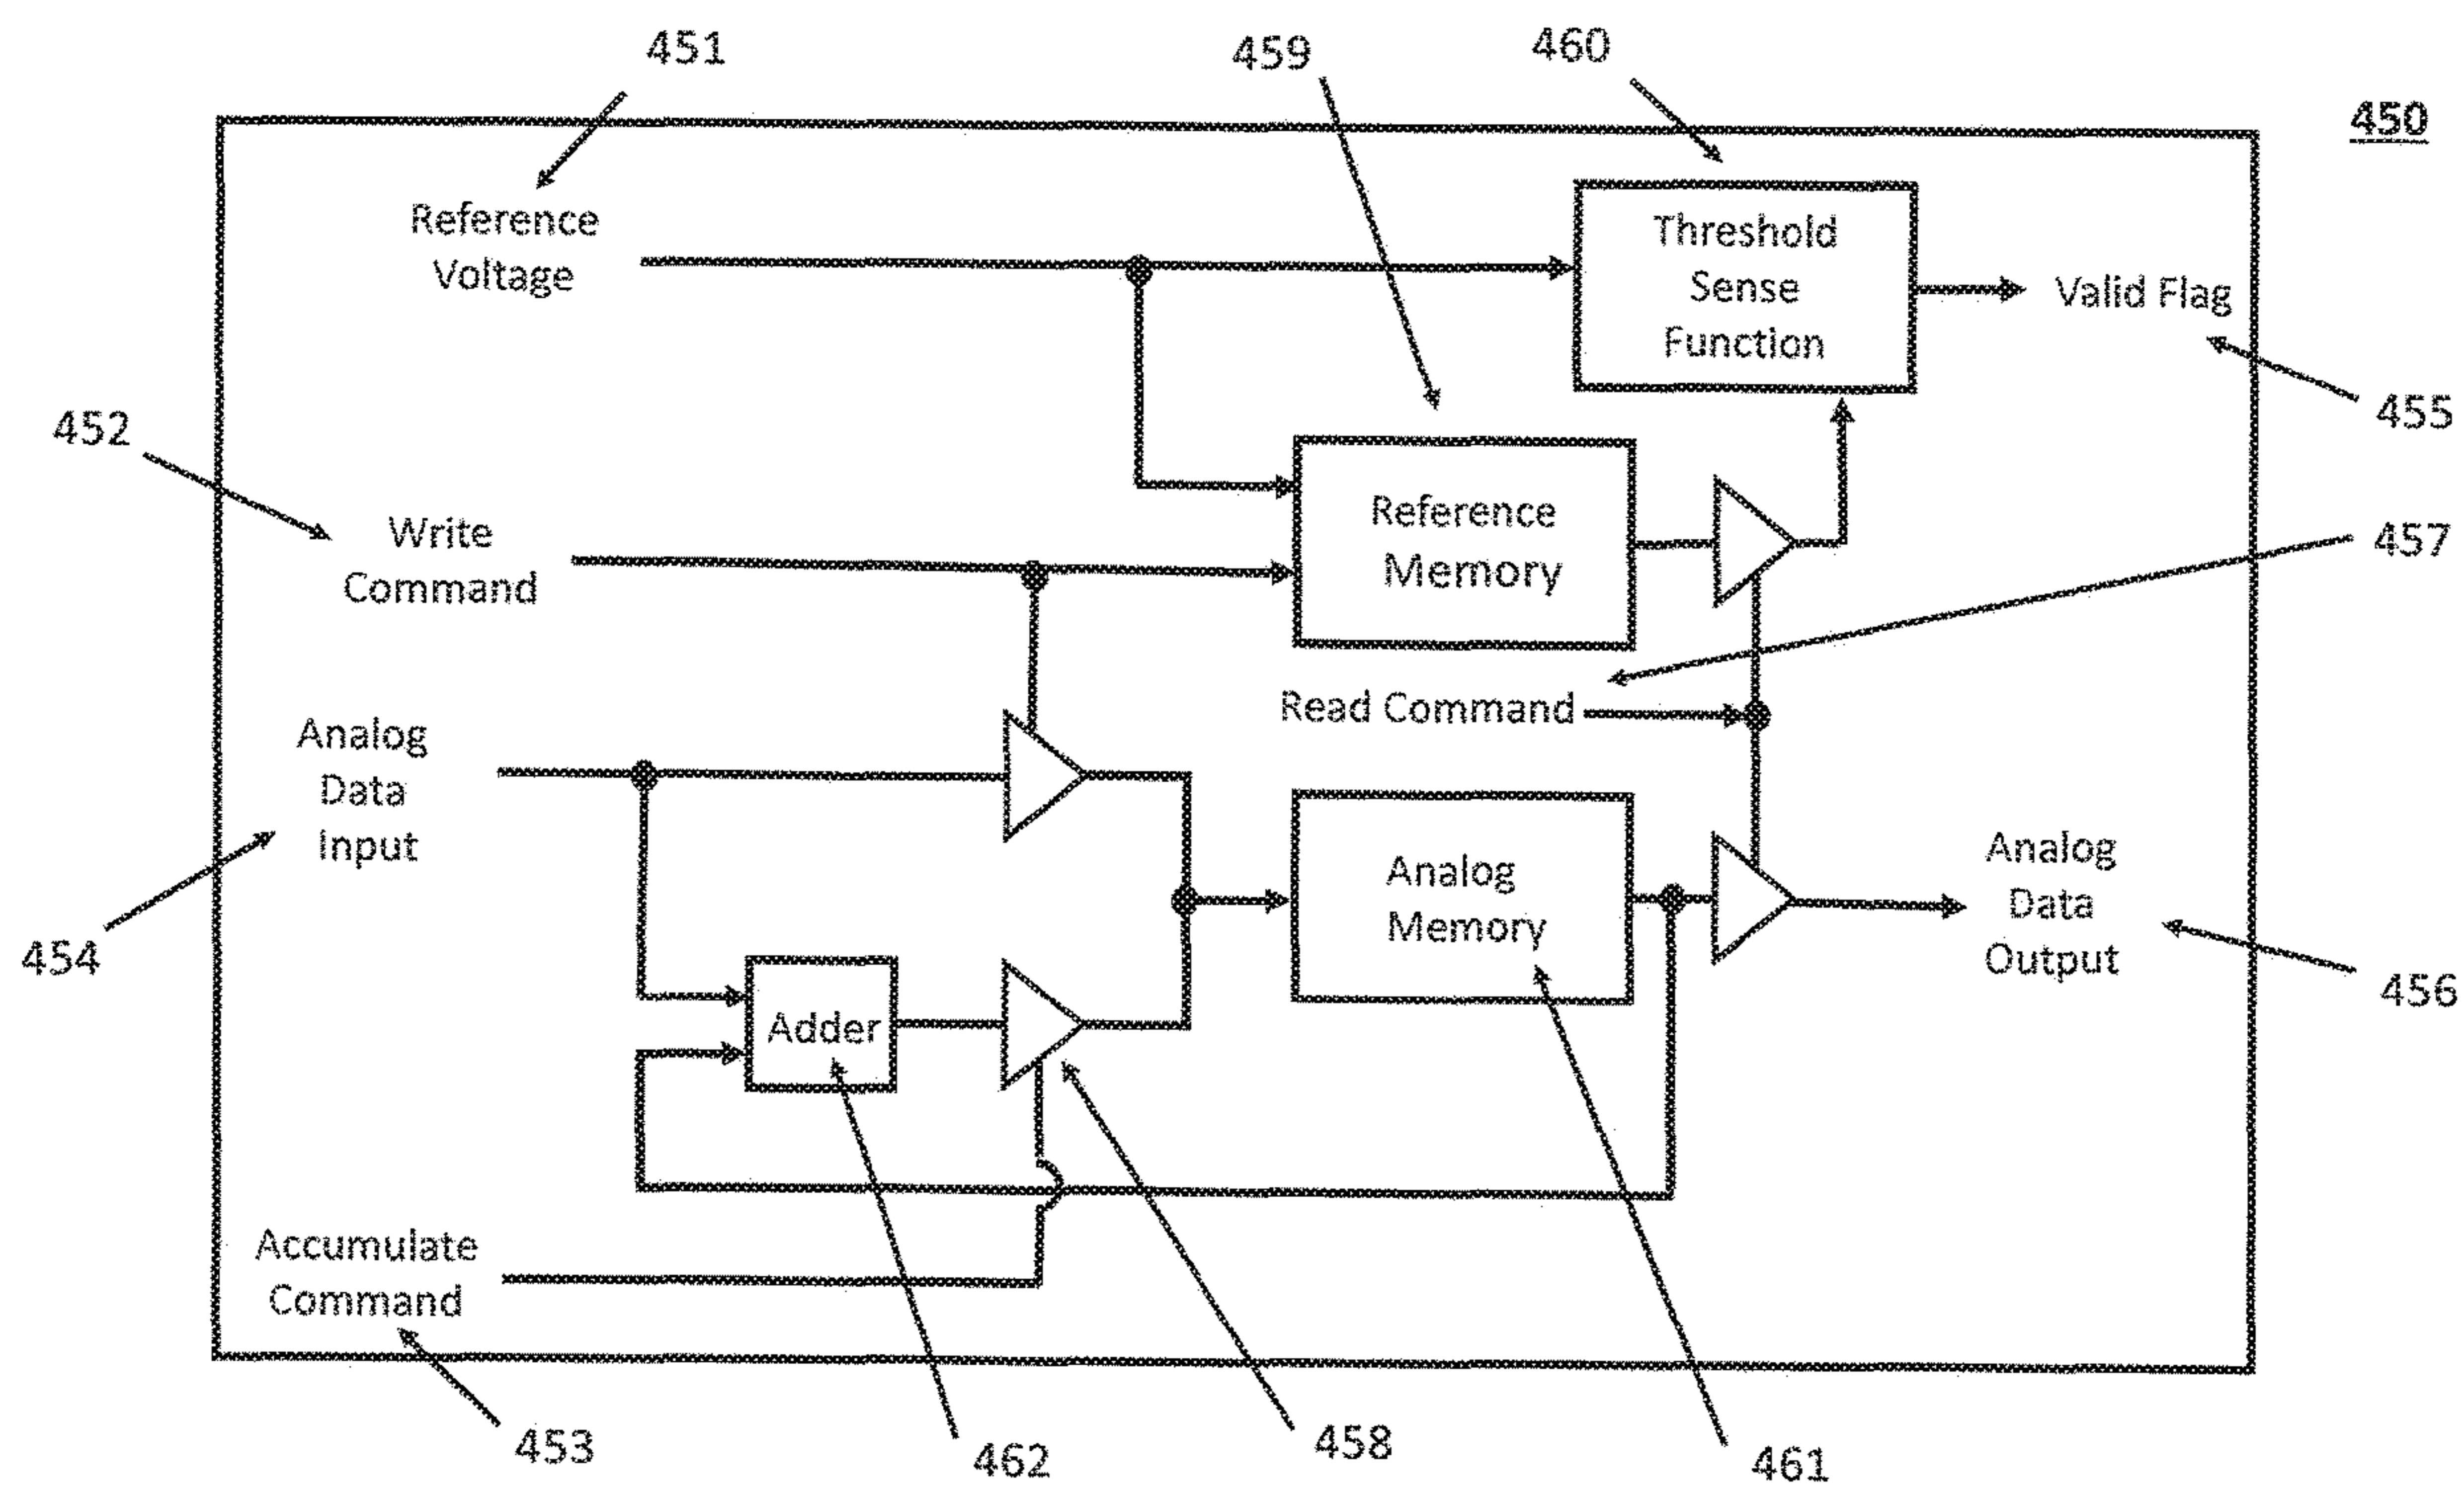 451
459
460
450
Reference
Voltage
Threshold
Sense
Function
Valid Flag
455
452
Write
Command
Reference
Memory
457
Read Command
Analog
Data
Input
454
Analog
Memory
Analog
Data
Output
456
Adder
Accumulate
Command
453
462
458
461